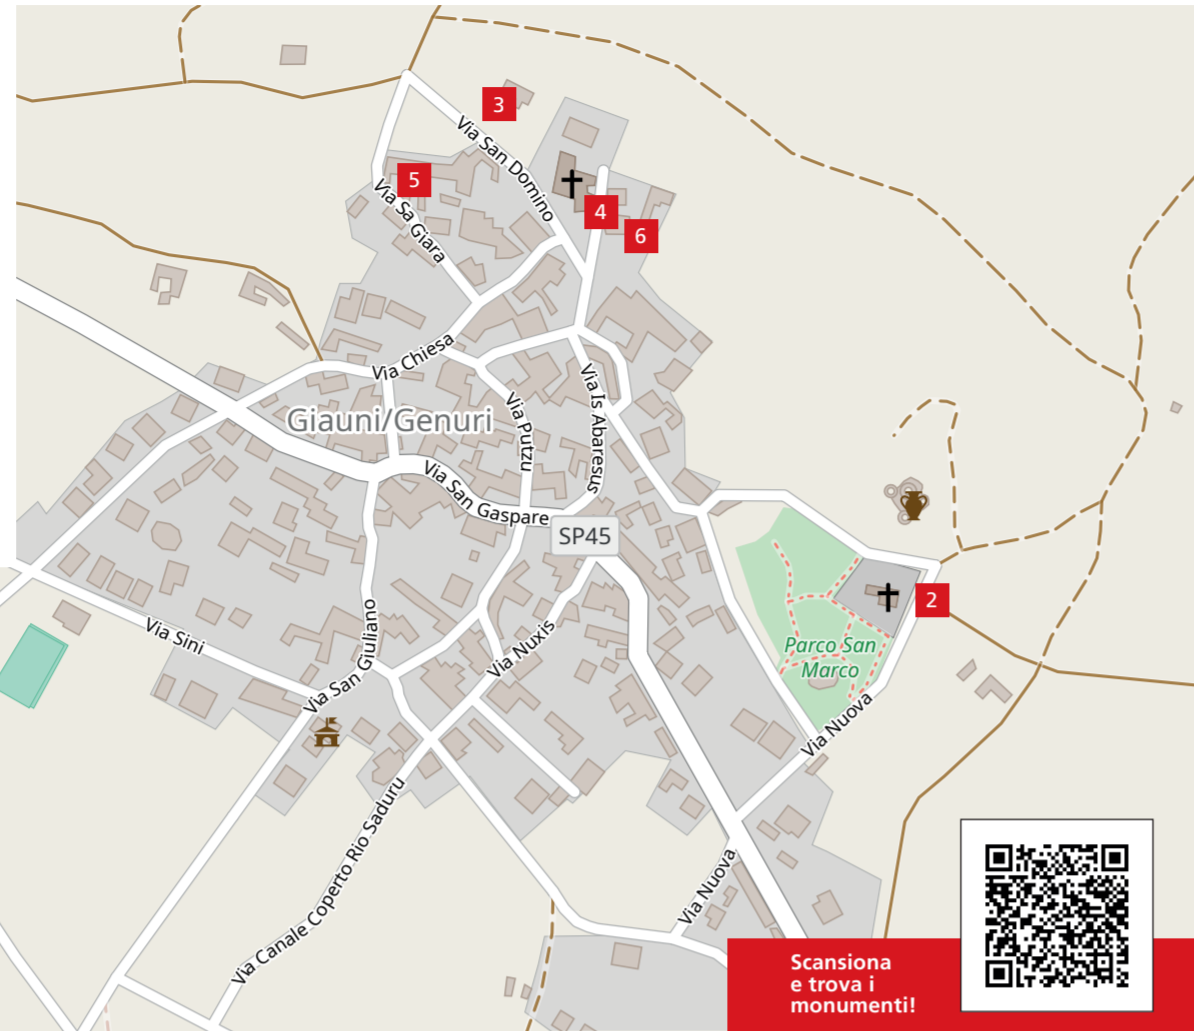 3
Via San Domino
5
4
6
Via Sa Giara
Via Chiesa
Giauni/Genuri
Via Putzu
Via Is Abaresus
Via San Gaspare
SP45
2
Via Sini
Via San Giuliano
Via Nuxis
Parco San
Marco
Via Nuova
Via Canale Coperto Rio Saduru
Via Nuova
Scansiona
e trova i
monumenti!